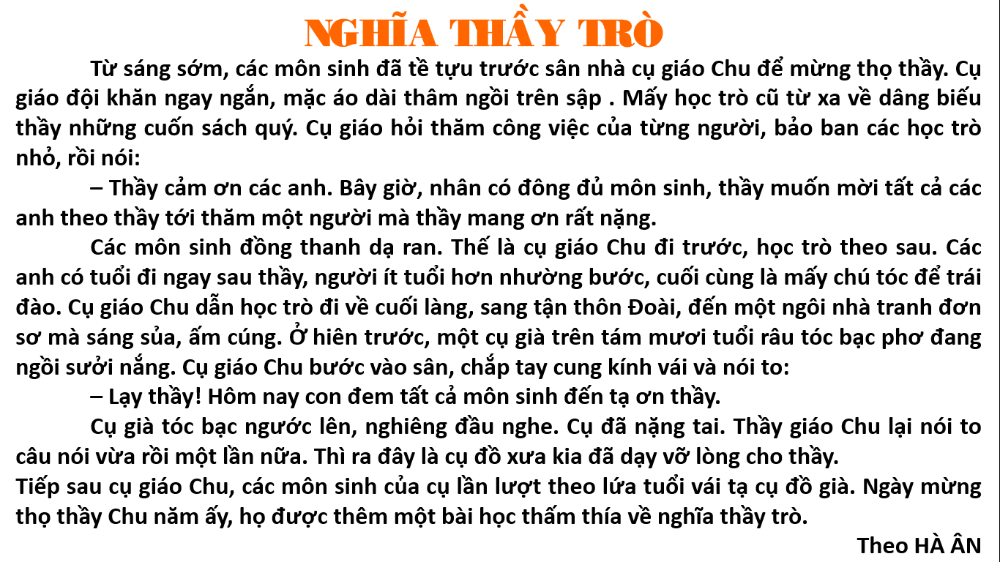 NGHĨA THẦY TRÒ
Từ sáng sớm, các môn sinh đã tề tựu trước sân nhà cụ giáo Chu để mừng thọ thầy. Cụ
giáo đội khăn ngay ngắn, mặc áo dài thâm ngồi trên sập . Mấy học trò cũ từ xa về dâng biếu
thầy những cuốn sách quý. Cụ giáo hỏi thăm công việc của từng người, bảo ban các học trò
nhỏ, rồi nói:
– Thầy cảm ơn các anh. Bây giờ, nhân có đông đủ môn sinh, thầy muốn mời tất cả các
anh theo thầy tới thăm một người mà thầy mang ơn rất nặng.
Các môn sinh đồng thanh dạ ran. Thế là cụ giáo Chu đi trước, học trò theo sau. Các
anh có tuổi đi ngay sau thầy, người ít tuổi hơn nhường bước, cuối cùng là mấy chú tóc để trái
đào. Cụ giáo Chu dẫn học trò đi về cuối làng, sang tận thôn Đoài, đến một ngôi nhà tranh đơn
sơ mà sáng sủa, ấm cúng. Ở hiên trước, một cụ già trên tám mươi tuổi râu tóc bạc phơ đang
ngồi sưởi nắng. Cụ giáo Chu bước vào sân, chắp tay cung kính vái và nói to:
– Lạy thầy! Hôm nay con đem tất cả môn sinh đến tạ ơn thầy.
Cụ già tóc bạc ngước lên, nghiêng đầu nghe. Cụ đã nặng tai. Thầy giáo Chu lại nói to
câu nói vừa rồi một lần nữa. Thì ra đây là cụ đồ xưa kia đã dạy vỡ lòng cho thầy.
Tiếp sau cụ giáo Chu, các môn sinh của cụ lần lượt theo lứa tuổi vái tạ cụ đồ già. Ngày mừng
thọ thầy Chu năm ấy, họ được thêm một bài học thấm thía về nghĩa thầy trò.
Theo HÀ ÂN